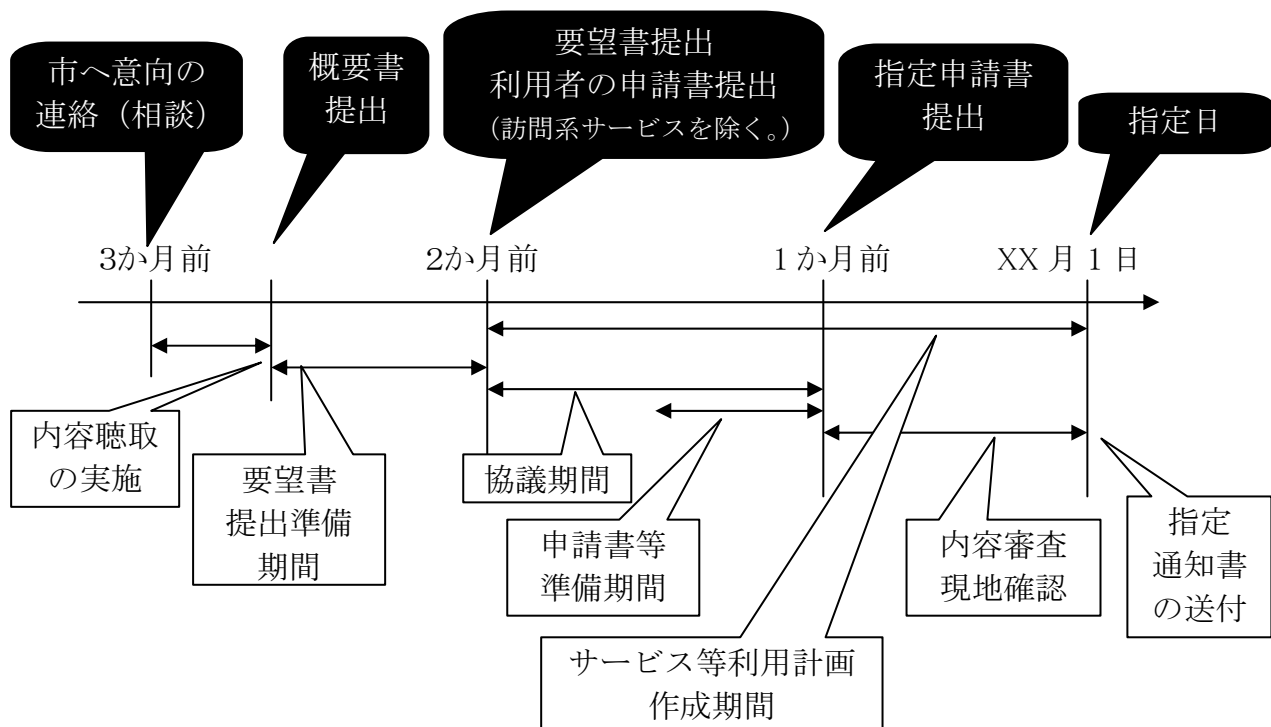 市へ意向の
連絡（相談）
概要書
提出
要望書提出
利用者の申請書提出
（訪問系サービスを除く。）
指定申請書
提出
指定日
3か月前
2か月前
１か月前
XX 月 1 日
内容聴取
の実施
要望書
提出準備
期間
協議期間
申請書等
準備期間
サービス等利用計画
作成期間
内容審査
現地確認
指定
通知書
の送付